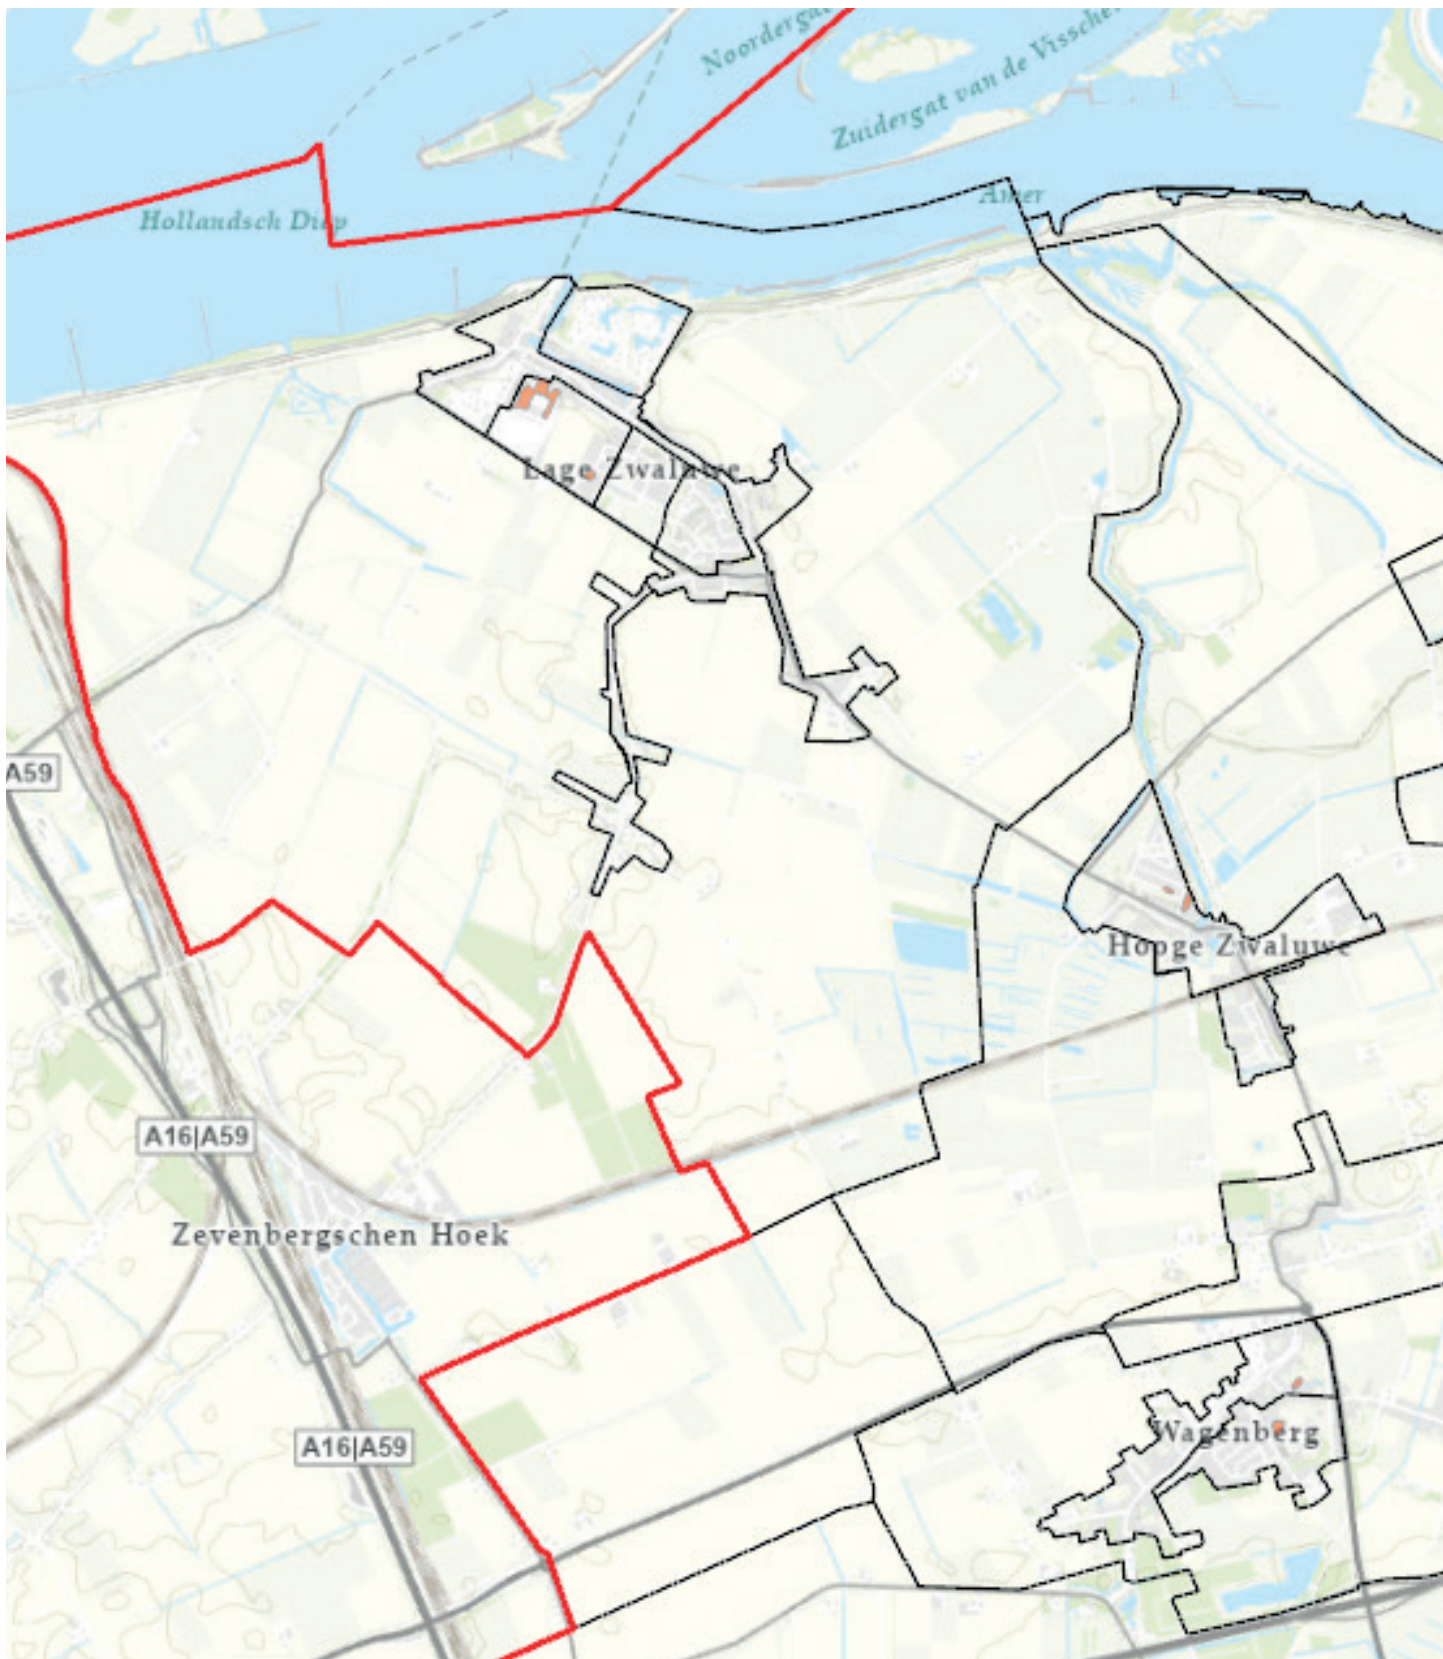 Noordergat
Zuidergat van de Vissche
Amer
Hollandsch Diep
Lage Zwaluwe
A59
Hooge Zwaluwe
A16|A59
Zevenbergschen Hoek
A16|A59
Wagenberg